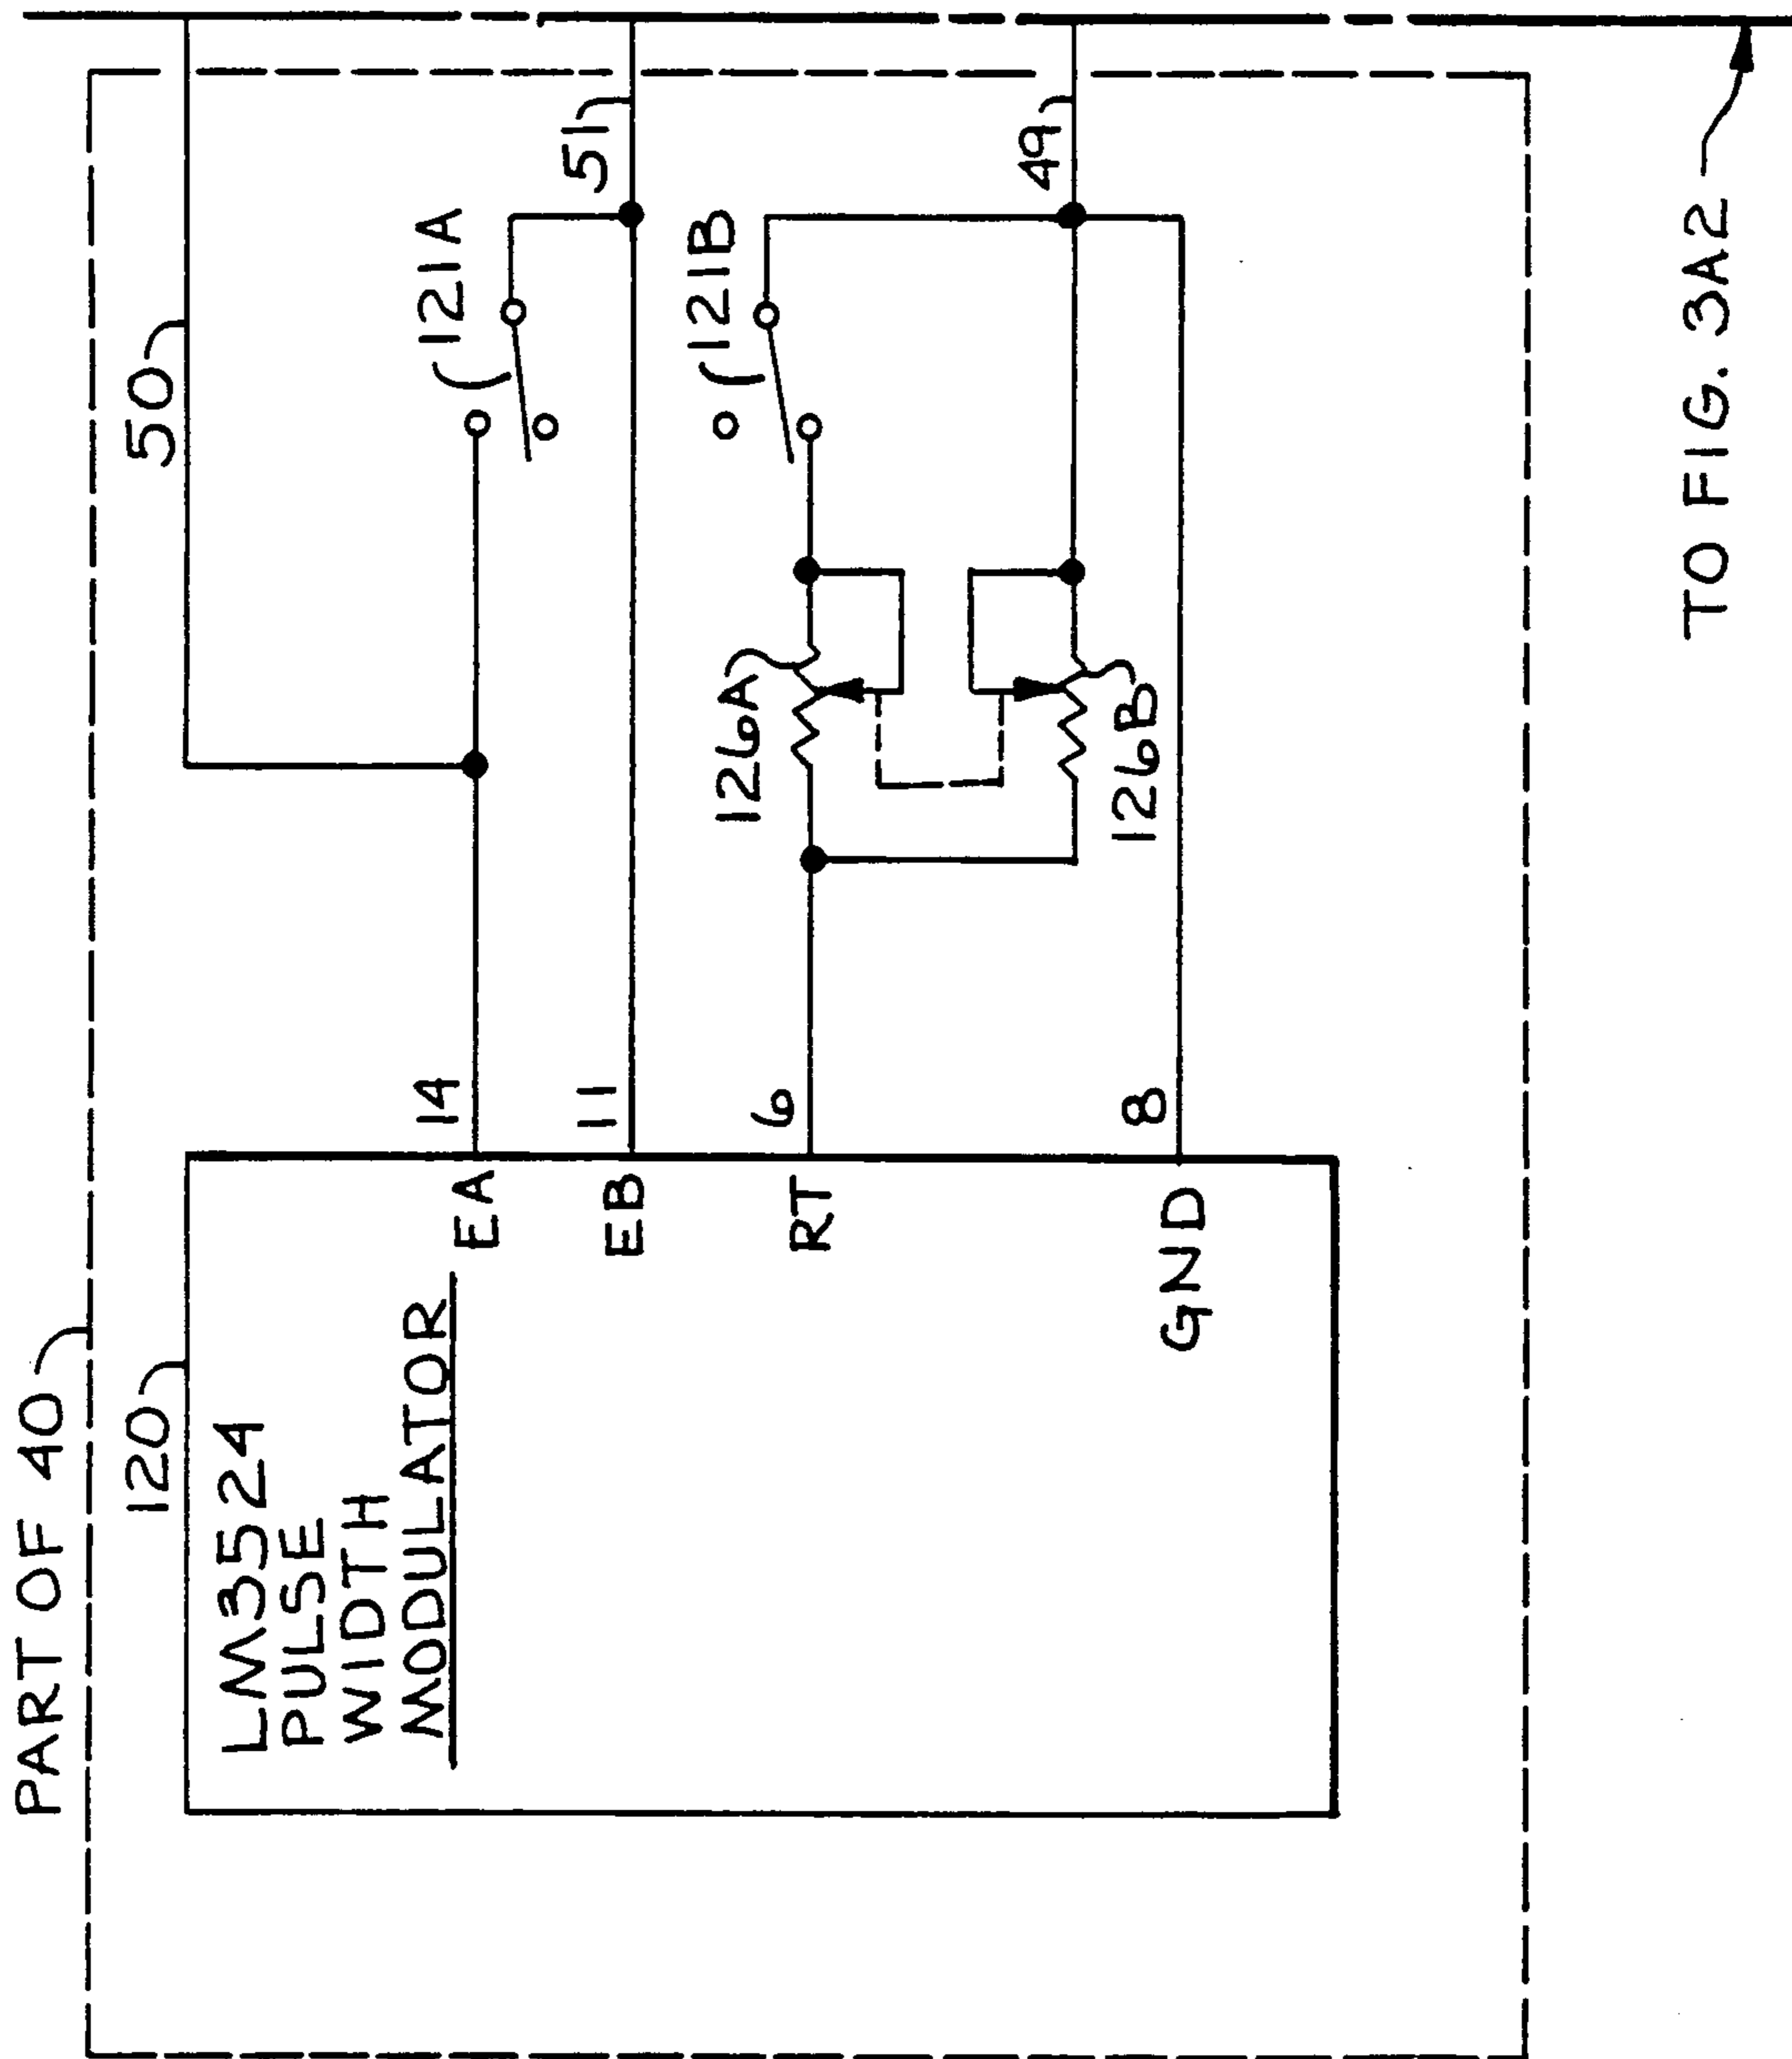 PART OF 40
120
LM3524
PULSE
WIDTH
MODULATOR
EA
EB
RT
GND
14
11
6
8
50
121A
51
121B
126A
126B
49
TO FIG. 3A2